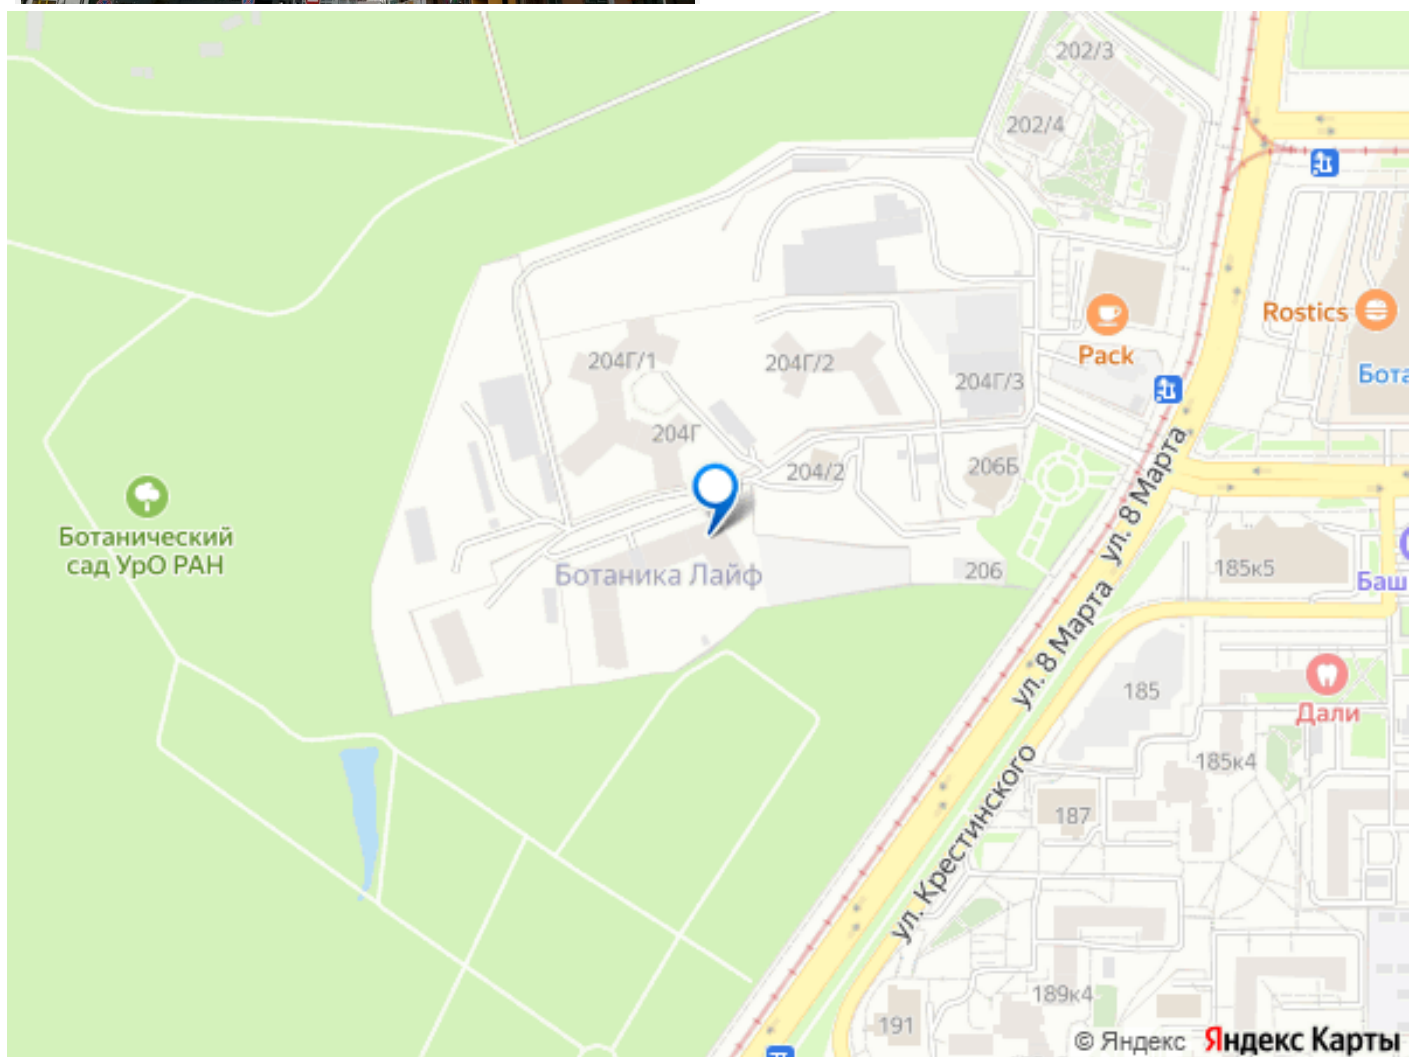 202/3
202/4
Rostics
Pack
204Г/1
204Г/2
204Г/3
Бота
204Г
204/2
206Б
ул. 8 Марта
Ботанический
сад УрО РАН
Ботаника Лайф
206
185к5
Баш
ул. 8 Марта
185
Дали
185к4
187
ул. Крестинского
189к4
191
© Яндекс Яндекс Карты